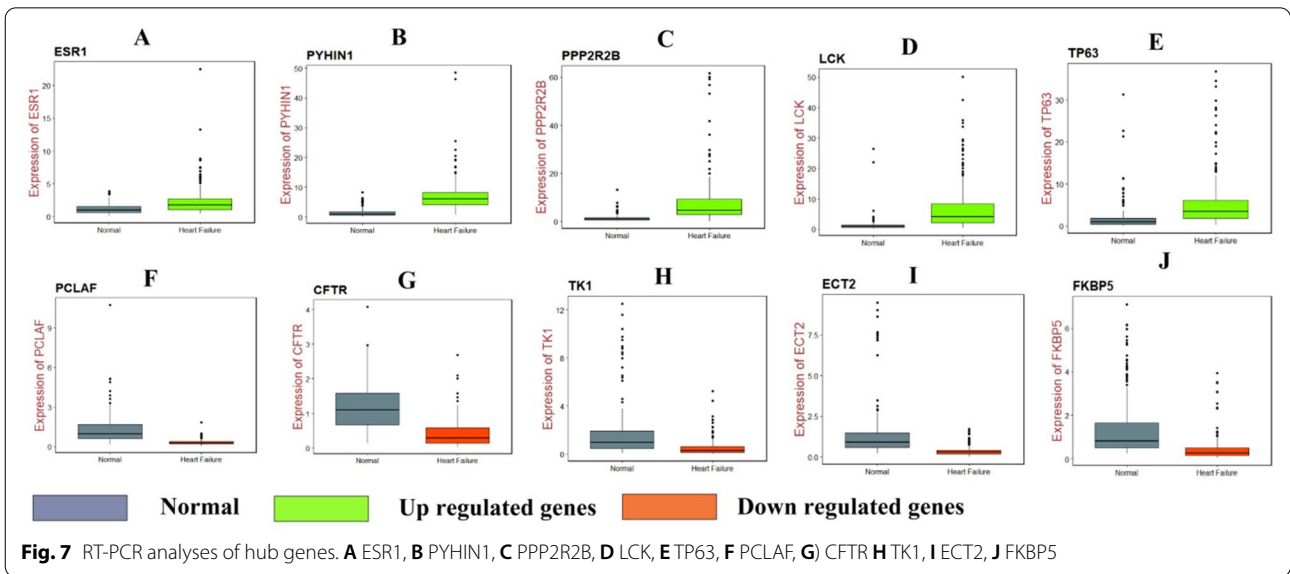 A
ESR1
Expression of ESR1
20
15
10
5
0
Normal
Heart Failure
B
PYHIN1
Expression of PYHIN1
50
40
30
20
10
0
Normal
Heart Failure
C
PPP2R2B
Expression of PPP2R2B
60
40
20
0
Normal
Heart Failure
D
LCK
Expression of LCK
50
40
30
20
10
0
Normal
Heart Failure
E
TP63
Expression of TP63
30
20
10
0
Normal
Heart Failure
F
PCLAF
Expression of PCLAF
9
6
3
0
Normal
Heart Failure
G
CFTR
Expression of CFTR
4
3
2
1
0
Normal
Heart Failure
H
TK1
Expression of TK1
12
8
4
0
Normal
Heart Failure
I
ECT2
Expression of ECT2
7.5
5.0
2.5
0.0
Normal
Heart Failure
J
FKBP5
Expression of FKBP5
6
4
2
0
Normal
Heart Failure
Normal Up regulated genes Down regulated genes
Fig. 7 RT-PCR analyses of hub genes. A ESR1, B PYHIN1, C PPP2R2B, D LCK, E TP63, F PCLAF, G) CFTR H TK1, I ECT2, J FKBP5